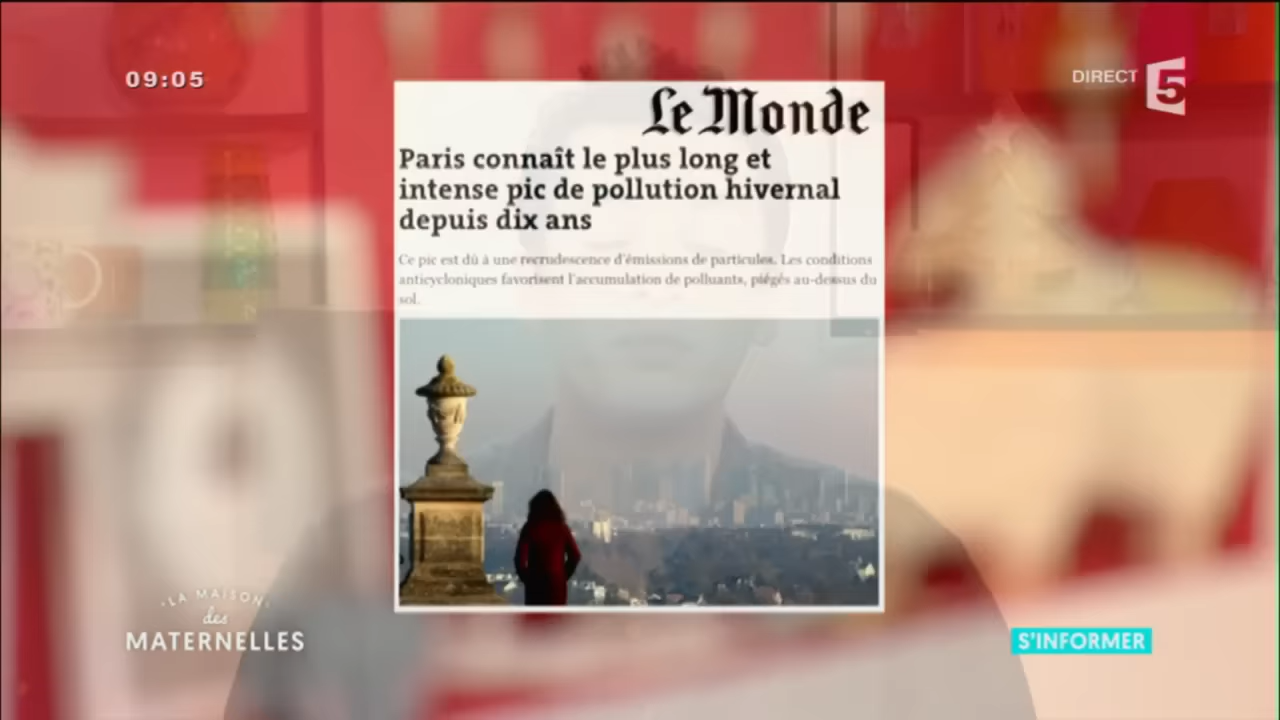 09:05
DIRECT 5
Le Monde
Paris connaît le plus long et
intense pic de pollution hivernal
depuis dix ans
Ce pic est dû à une recrudescence d'émissions de particules. Les conditions
anticycloniques favorisent l'accumulation de polluants, piégés au-dessus du
sol.
LA MAISON
des
MATERNELLES
S'INFORMER